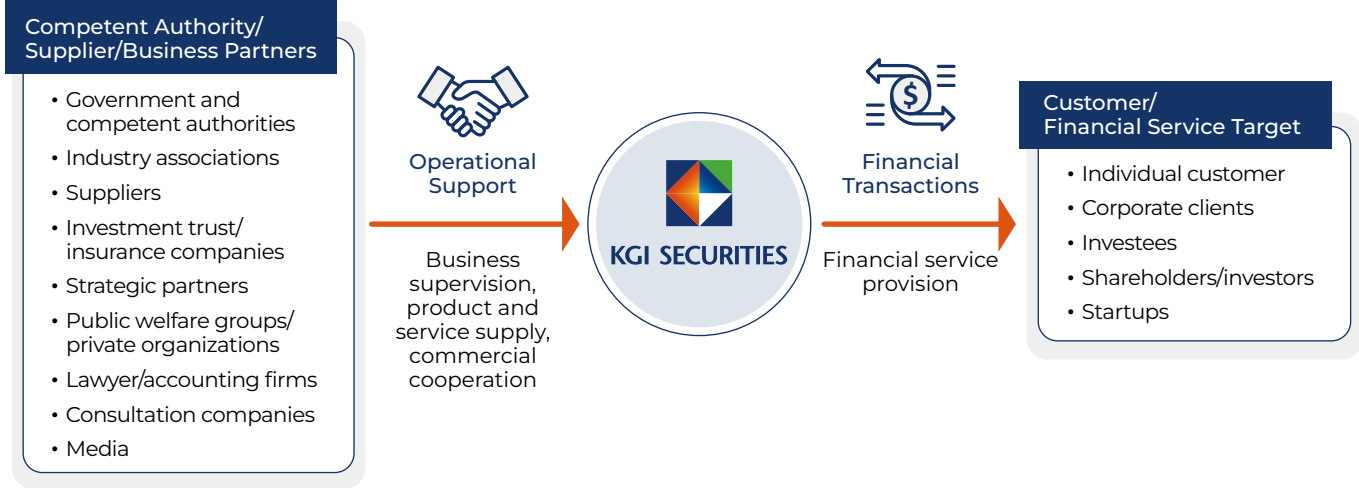 Competent Authority/
Supplier/Business Partners
• Government and
competent authorities
• Industry associations
• Suppliers
• Investment trust/
insurance companies
• Strategic partners
• Public welfare groups/
private organizations
• Lawyer/accounting firms
• Consultation companies
• Media
Operational
Support
Business
supervision,
product and
service supply,
commercial
cooperation
KGI SECURITIES
$
Financial
Transactions
Financial service
provision
Customer/
Financial Service Target
• Individual customer
• Corporate clients
• Investees
• Shareholders/investors
• Startups